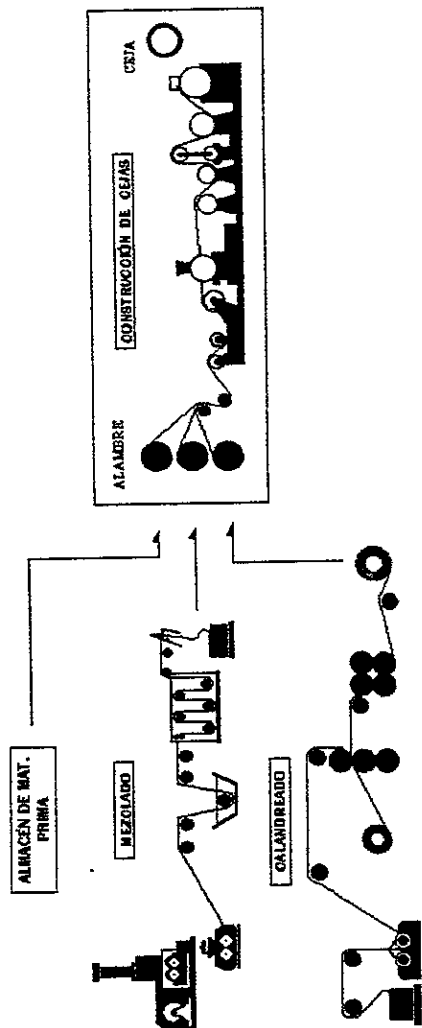 ALMACÉN DE MAT.
PRIMA
MEZCLADO
CALANDREADO
ALAMBRE
CONSTRUCCIÓN DE CEJAS
CEJA